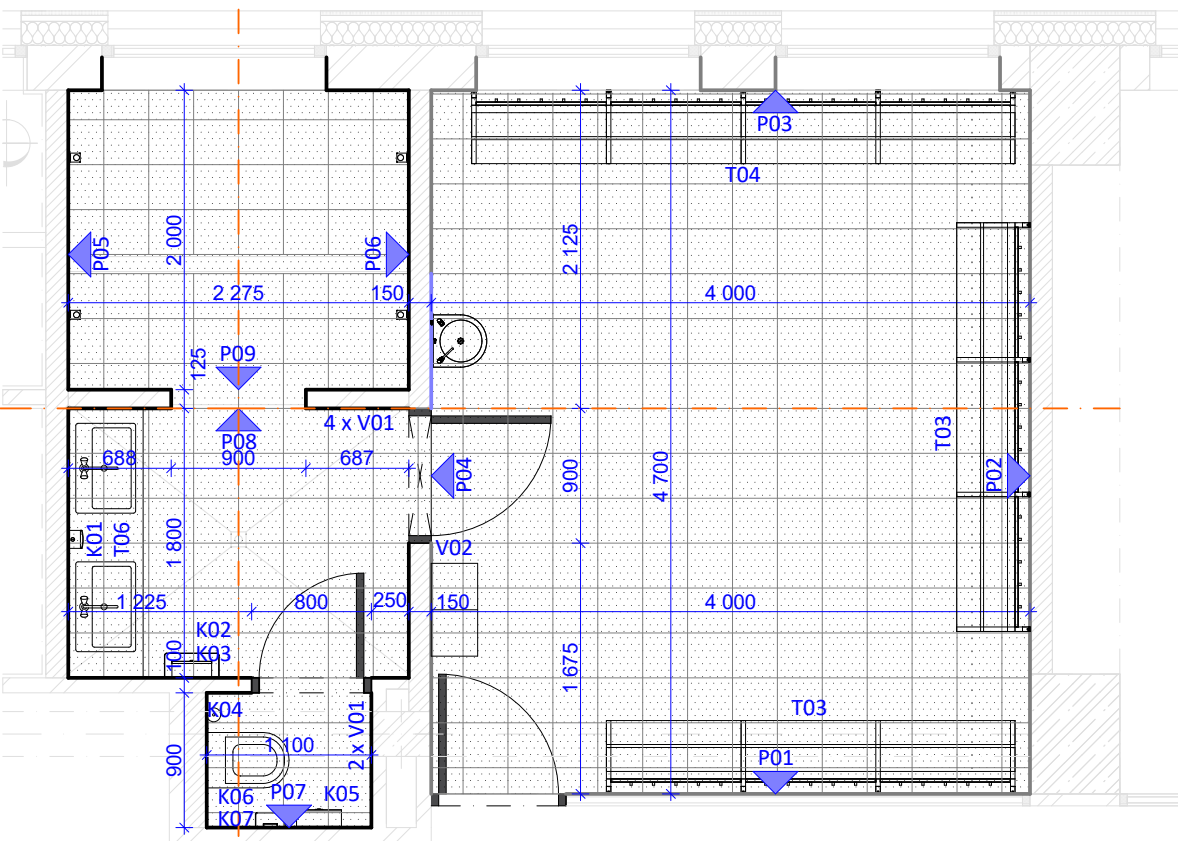 P03
T04
P05
2 000
P06
2 125
2 275
150
4 000
125
P09
4 x V01
P08
688
900
687
P04
900
4 700
T03
P02
K01
T06
1 800
V02
1 225
800
250
150
4 000
K02
100
K03
1 675
K04
2 x V01
T03
1 100
900
P01
K06
P07
K05
K07